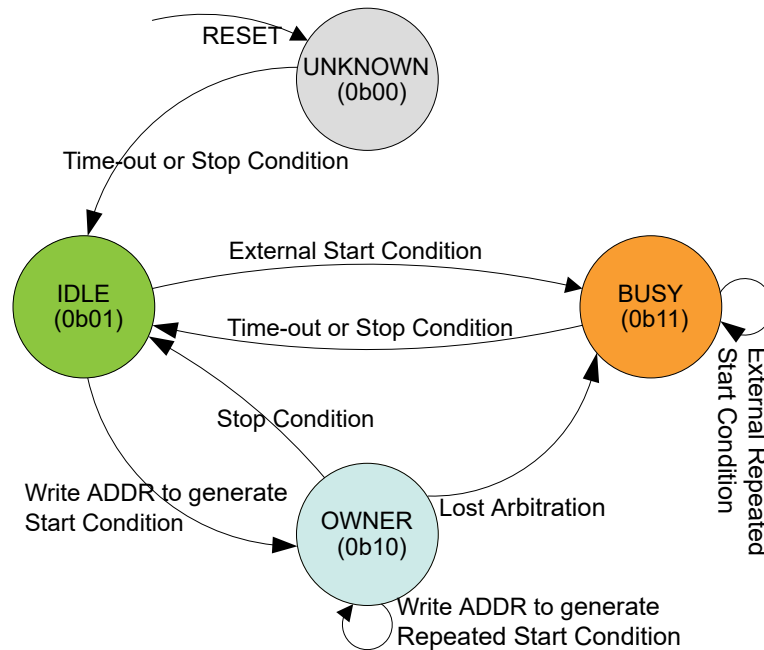 RESET
UNKNOWN
(0b00)
Time-out or Stop Condition
External Start Condition
IDLE
(0b01)
BUSY
(0b11)
Time-out or Stop Condition
External Repeated
Start Condition
Stop Condition
Write ADDR to generate
Start Condition
Lost Arbitration
OWNER
(0b10)
Write ADDR to generate
Repeated Start Condition